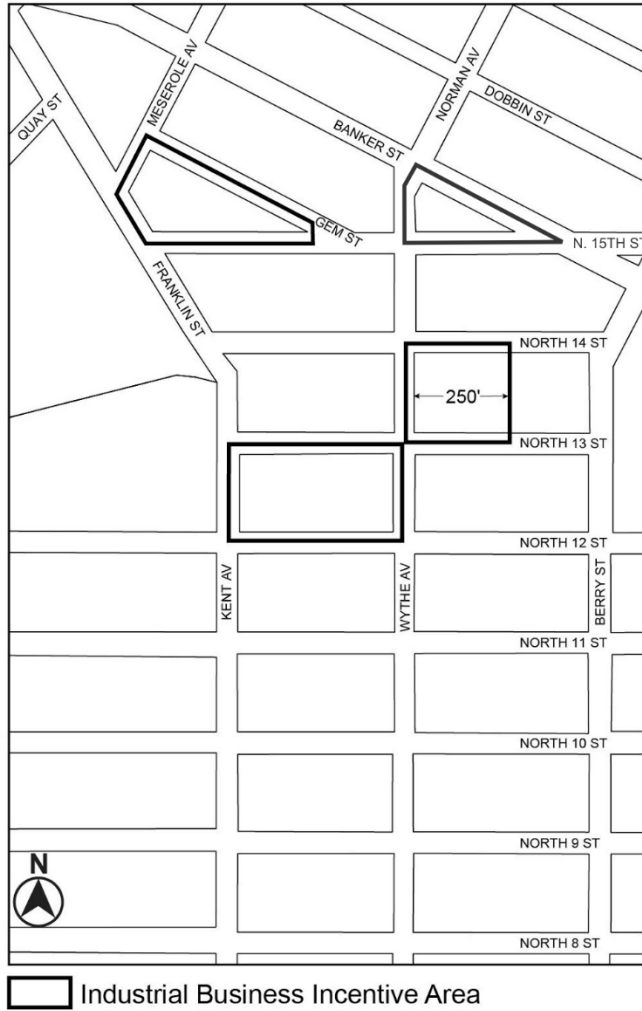 MESEROLE AV
NORMAN AV
QUAY ST
DOBBIN ST
BANKER ST
GEM ST
N. 15TH ST
FRANKLIN ST
NORTH 14 ST
250'
NORTH 13 ST
NORTH 12 ST
KENT AV
WYTHE AV
BERRY ST
NORTH 11 ST
NORTH 10 ST
NORTH 9 ST
N
NORTH 8 ST
Industrial Business Incentive Area